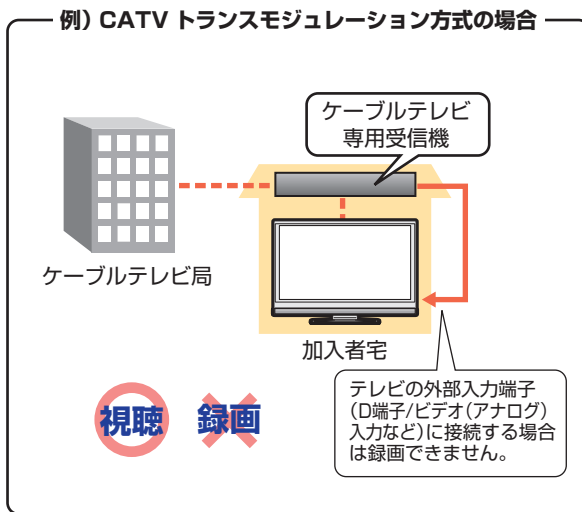 例）CATV トランスモジュレーション方式の場合
ケーブルテレビ
専用受信機
ケーブルテレビ局
加入者宅
視聴 録画
テレビの外部入力端子
（D端子/ビデオ（アナログ）
入力など）に接続する場合
は録画できません。